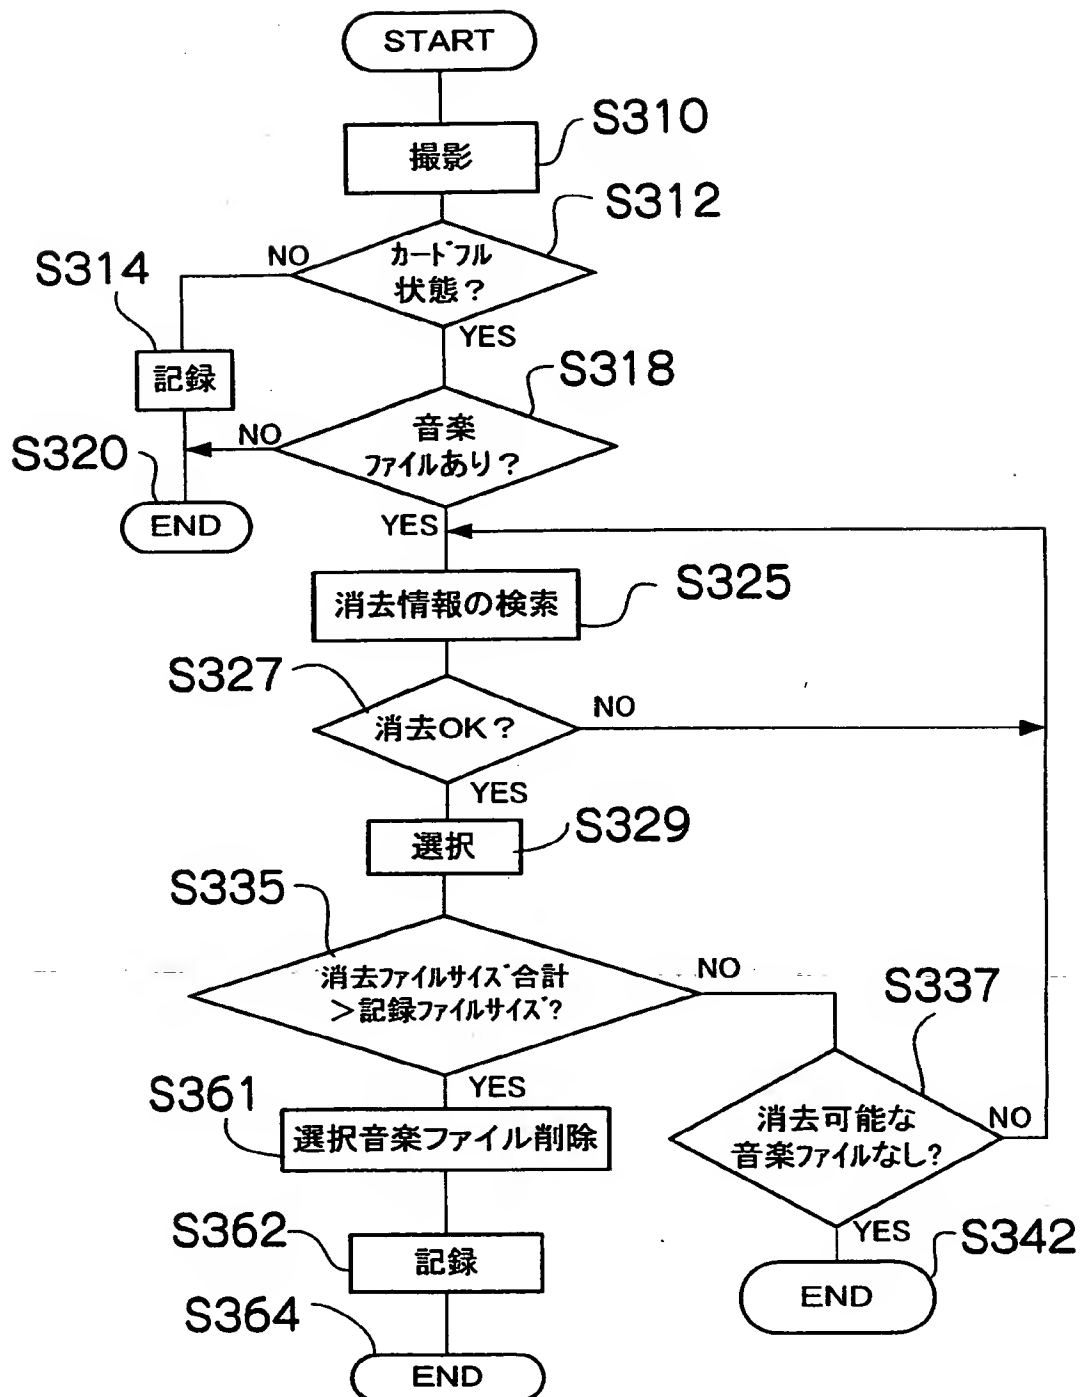 START
S310
撮影
S312
カードフル
状態?
NO
YES
S314
記録
S318
音楽
ファイルあり?
NO
YES
S320
END
S325
消去情報の検索
S327
消去OK?
NO
YES
S329
選択
S335
消去ファイルサイズ合計
>記録ファイルサイズ?
NO
YES
S337
消去可能な
音楽ファイルなし?
NO
YES
S361
選択音楽ファイル削除
S362
記録
S342
END
S364
END